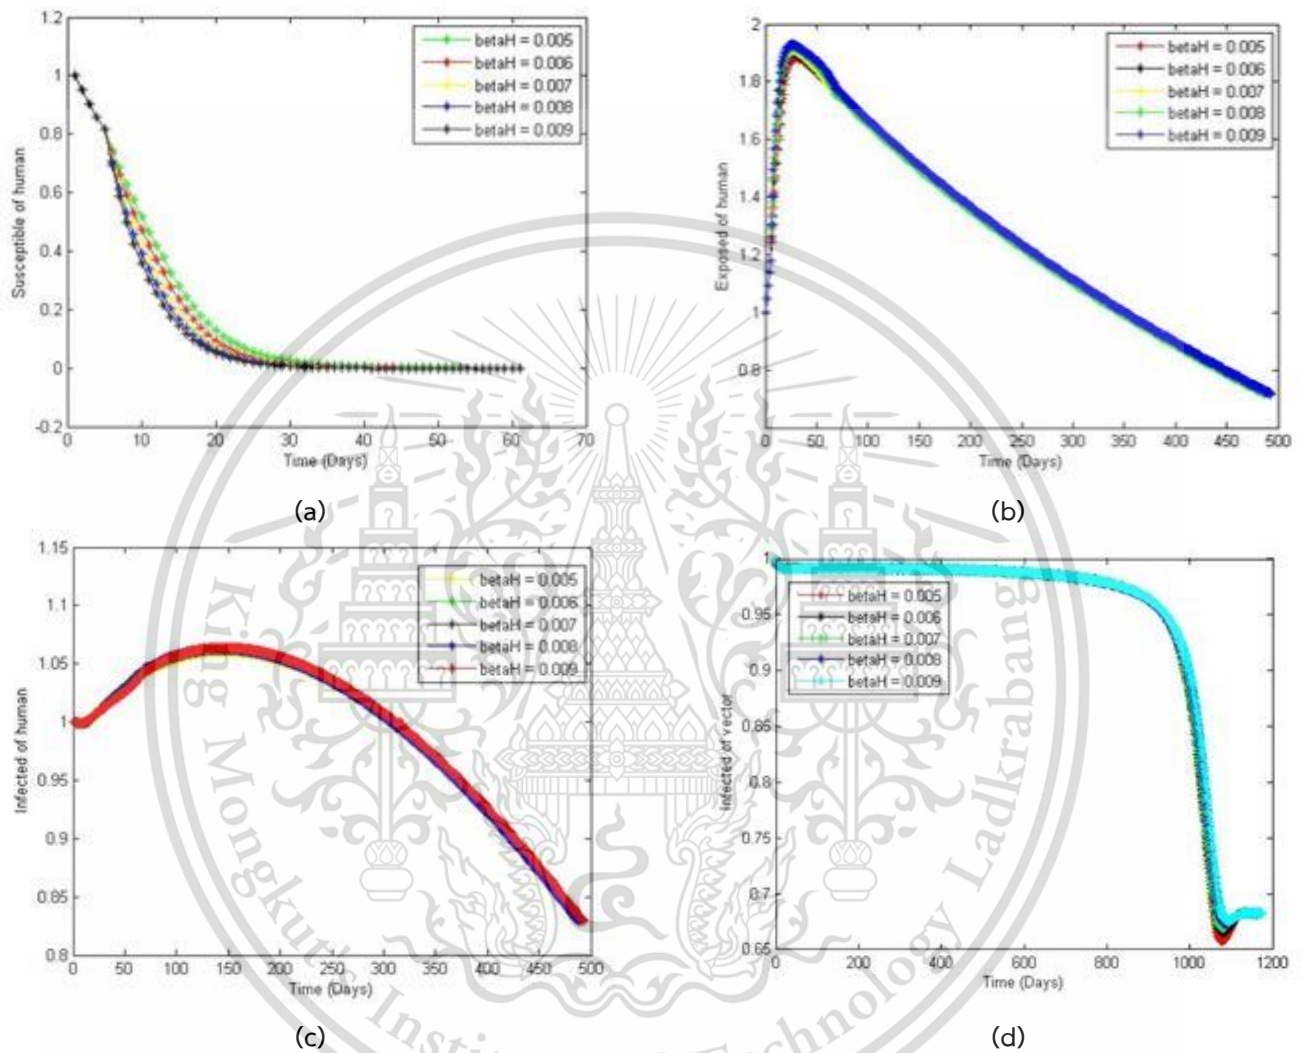 1.2
1
0.8
0.6
0.4
0.2
0
-0.2
Susceptible of human
betaH = 0.005
betaH = 0.006
betaH = 0.007
betaH = 0.008
betaH = 0.009
0 10 20 30 40 50 60 70
Time (Days)
(a)
2
1.8
1.6
1.4
1.2
1
0.8
Exposed of human
betaH = 0.005
betaH = 0.006
betaH = 0.007
betaH = 0.008
betaH = 0.009
0 50 100 150 200 250 300 350 400 450 500
Time (Days)
(b)
1.15
1.1
1.05
1
0.95
0.9
0.85
0.8
Infected of human
betaH = 0.005
betaH = 0.006
betaH = 0.007
betaH = 0.008
betaH = 0.009
0 50 100 150 200 250 300 350 400 450 500
Time (Days)
(c)
1
0.95
0.9
0.85
0.8
0.75
0.7
0.65
Infected of vector
betaH = 0.005
betaH = 0.006
betaH = 0.007
betaH = 0.008
betaH = 0.009
0 200 400 600 800 1000 1200
Time (Days)
(d)
King Mongkut's Institute of Technology Ladkrabang